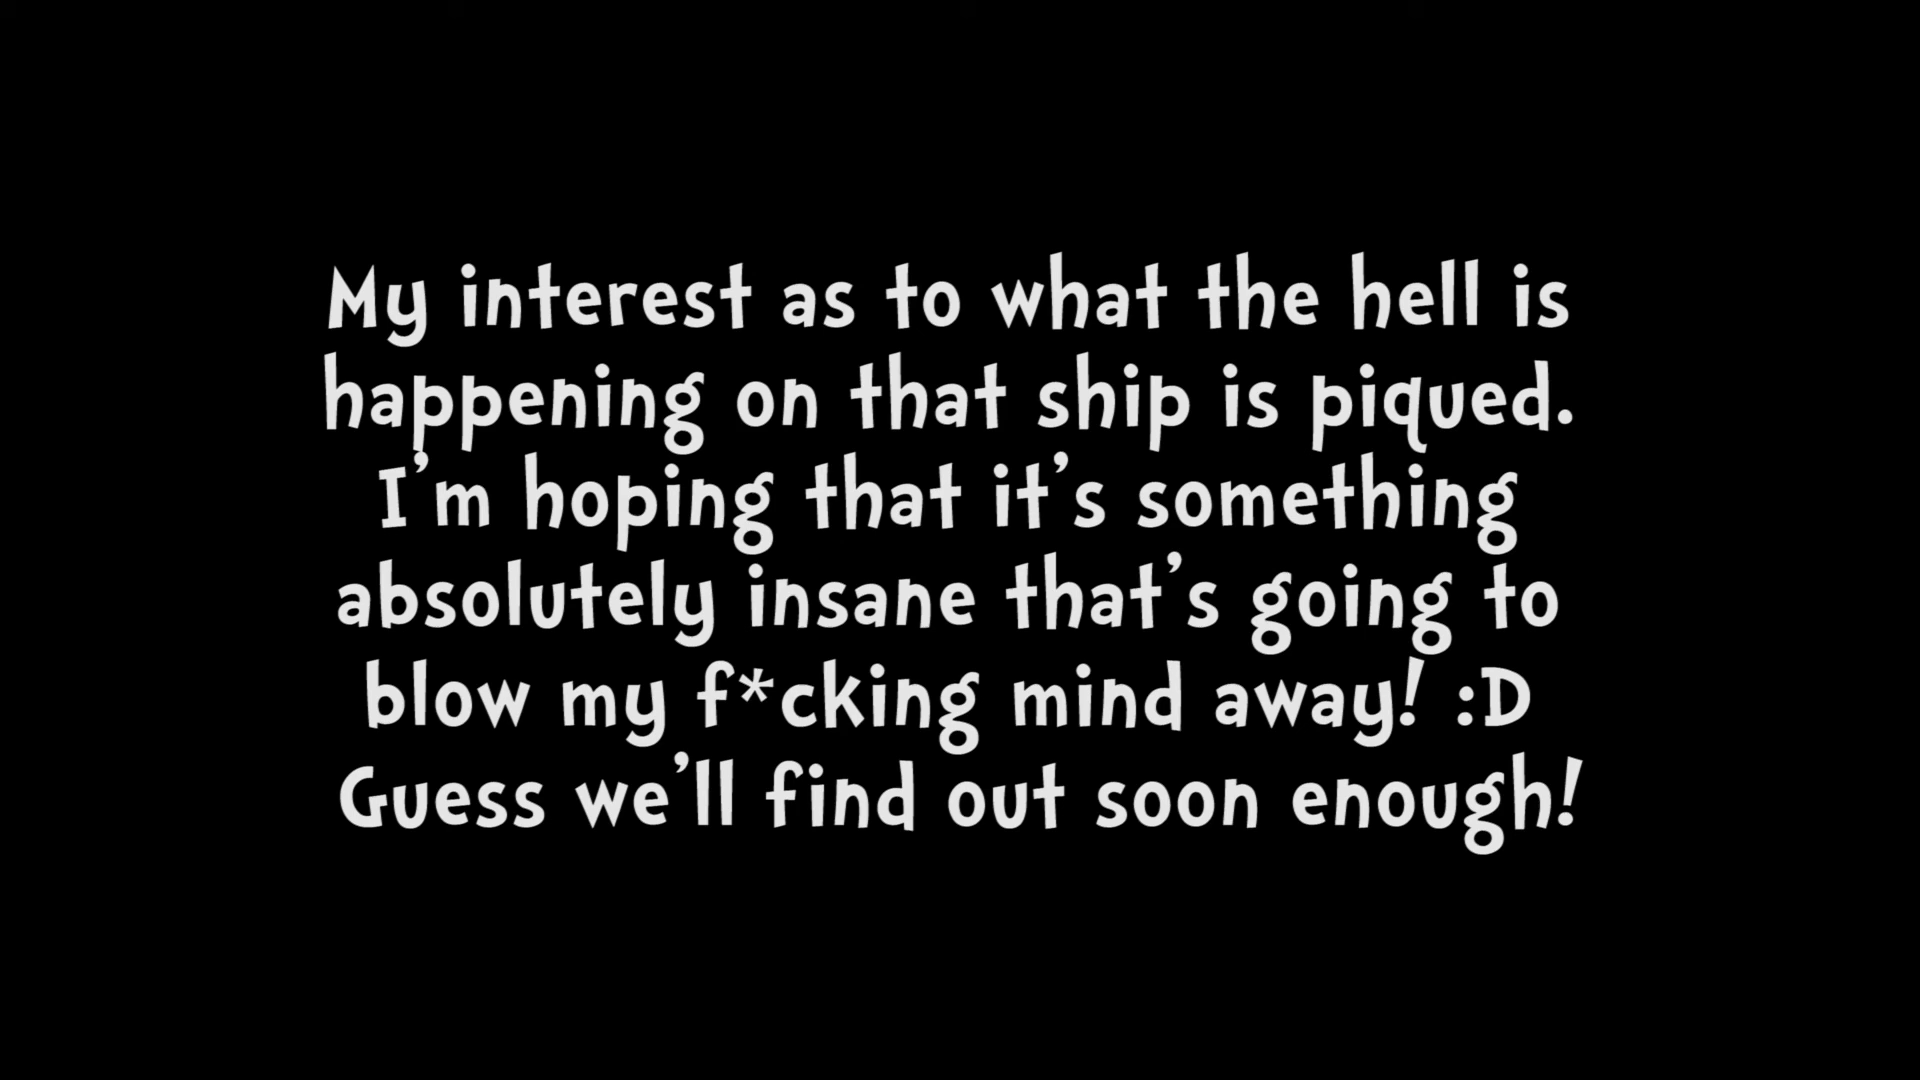 My interest as to what the hell is
happening on that ship is piqued.
I'm hoping that it's something
absolutely insane that's going to
blow my f*cking mind away! :D
Guess we'll find out soon enough!